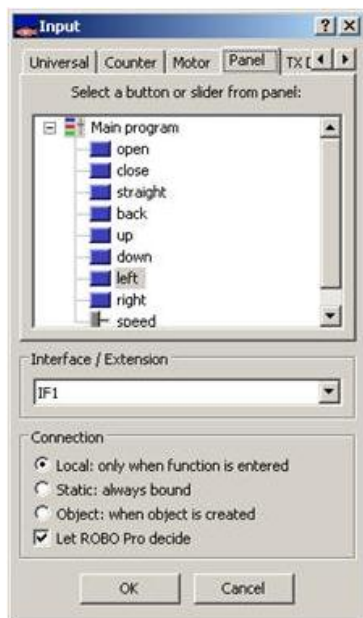 Input
Universal Counter Motor Panel TX D
Select a button or slider from panel:
Main program
open
close
straight
back
up
down
left
right
speed
Interface / Extension
IF1
Connection
Local: only when function is entered
Static: always bound
Object: when object is created
Let ROBO Pro decide
OK Cancel